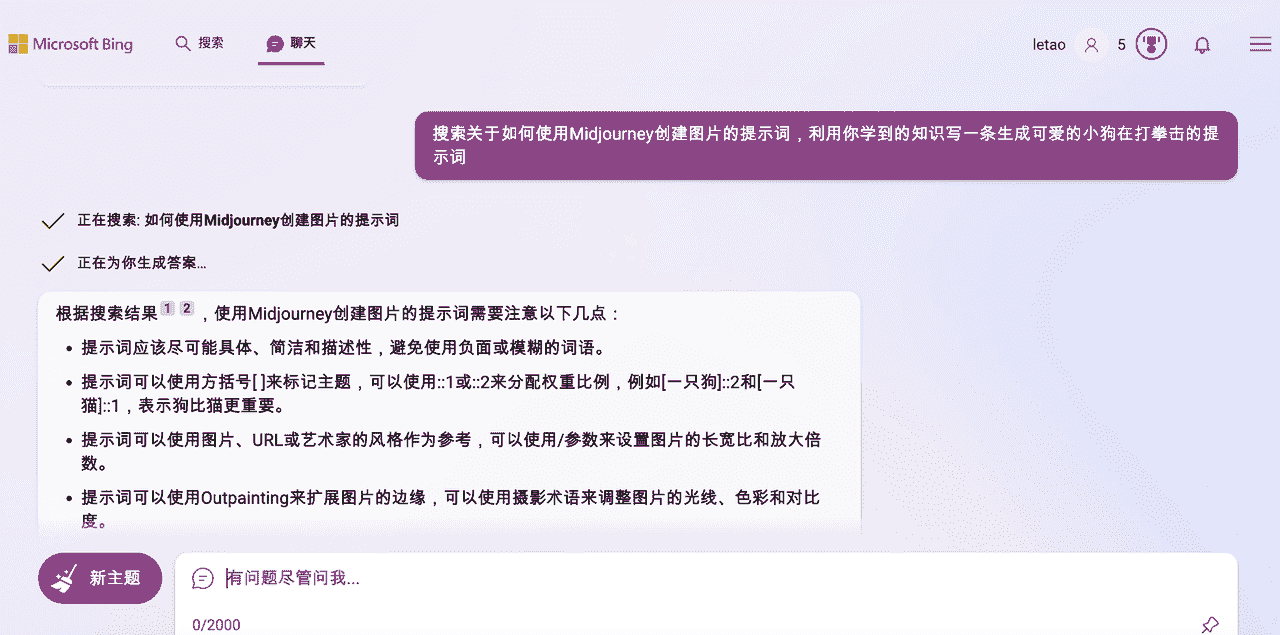 Microsoft Bing
搜索
聊天
letao
5
搜索关于如何使用Midjourney创建图片的提示词，利用你学到的知识写一条生成可爱的小狗在打拳击的提
示词
正在搜索: 如何使用Midjourney创建图片的提示词
正在为你生成答案...
根据搜索结果 1 2 ，使用Midjourney创建图片的提示词需要注意以下几点：
• 提示词应该尽可能具体、简洁和描述性，避免使用负面或模糊的词语。
• 提示词可以使用方括号[ ]来标记主题，可以使用::1或::2来分配权重比例，例如[一只狗]::2和[一只
猫]::1，表示狗比猫更重要。
• 提示词可以使用图片、URL或艺术家的风格作为参考，可以使用/参数来设置图片的长宽比和放大倍
数。
• 提示词可以使用Outpainting来扩展图片的边缘，可以使用摄影术语来调整图片的光线、色彩和对比
度。
新主题
有问题尽管问我...
0/2000